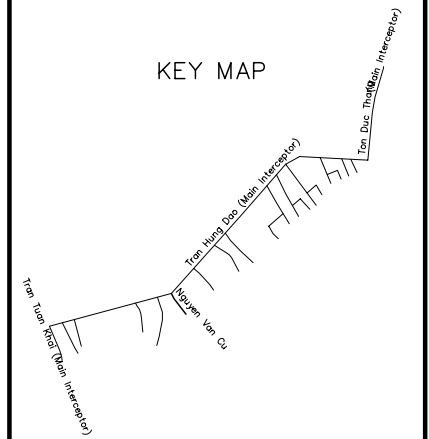 KEY MAP
Ton Duc Thang (Main Interceptor)
Tran Hung Dao (Main Interceptor)
Nguyen Van Cu
Tran Tuan Khai (Main Interceptor)